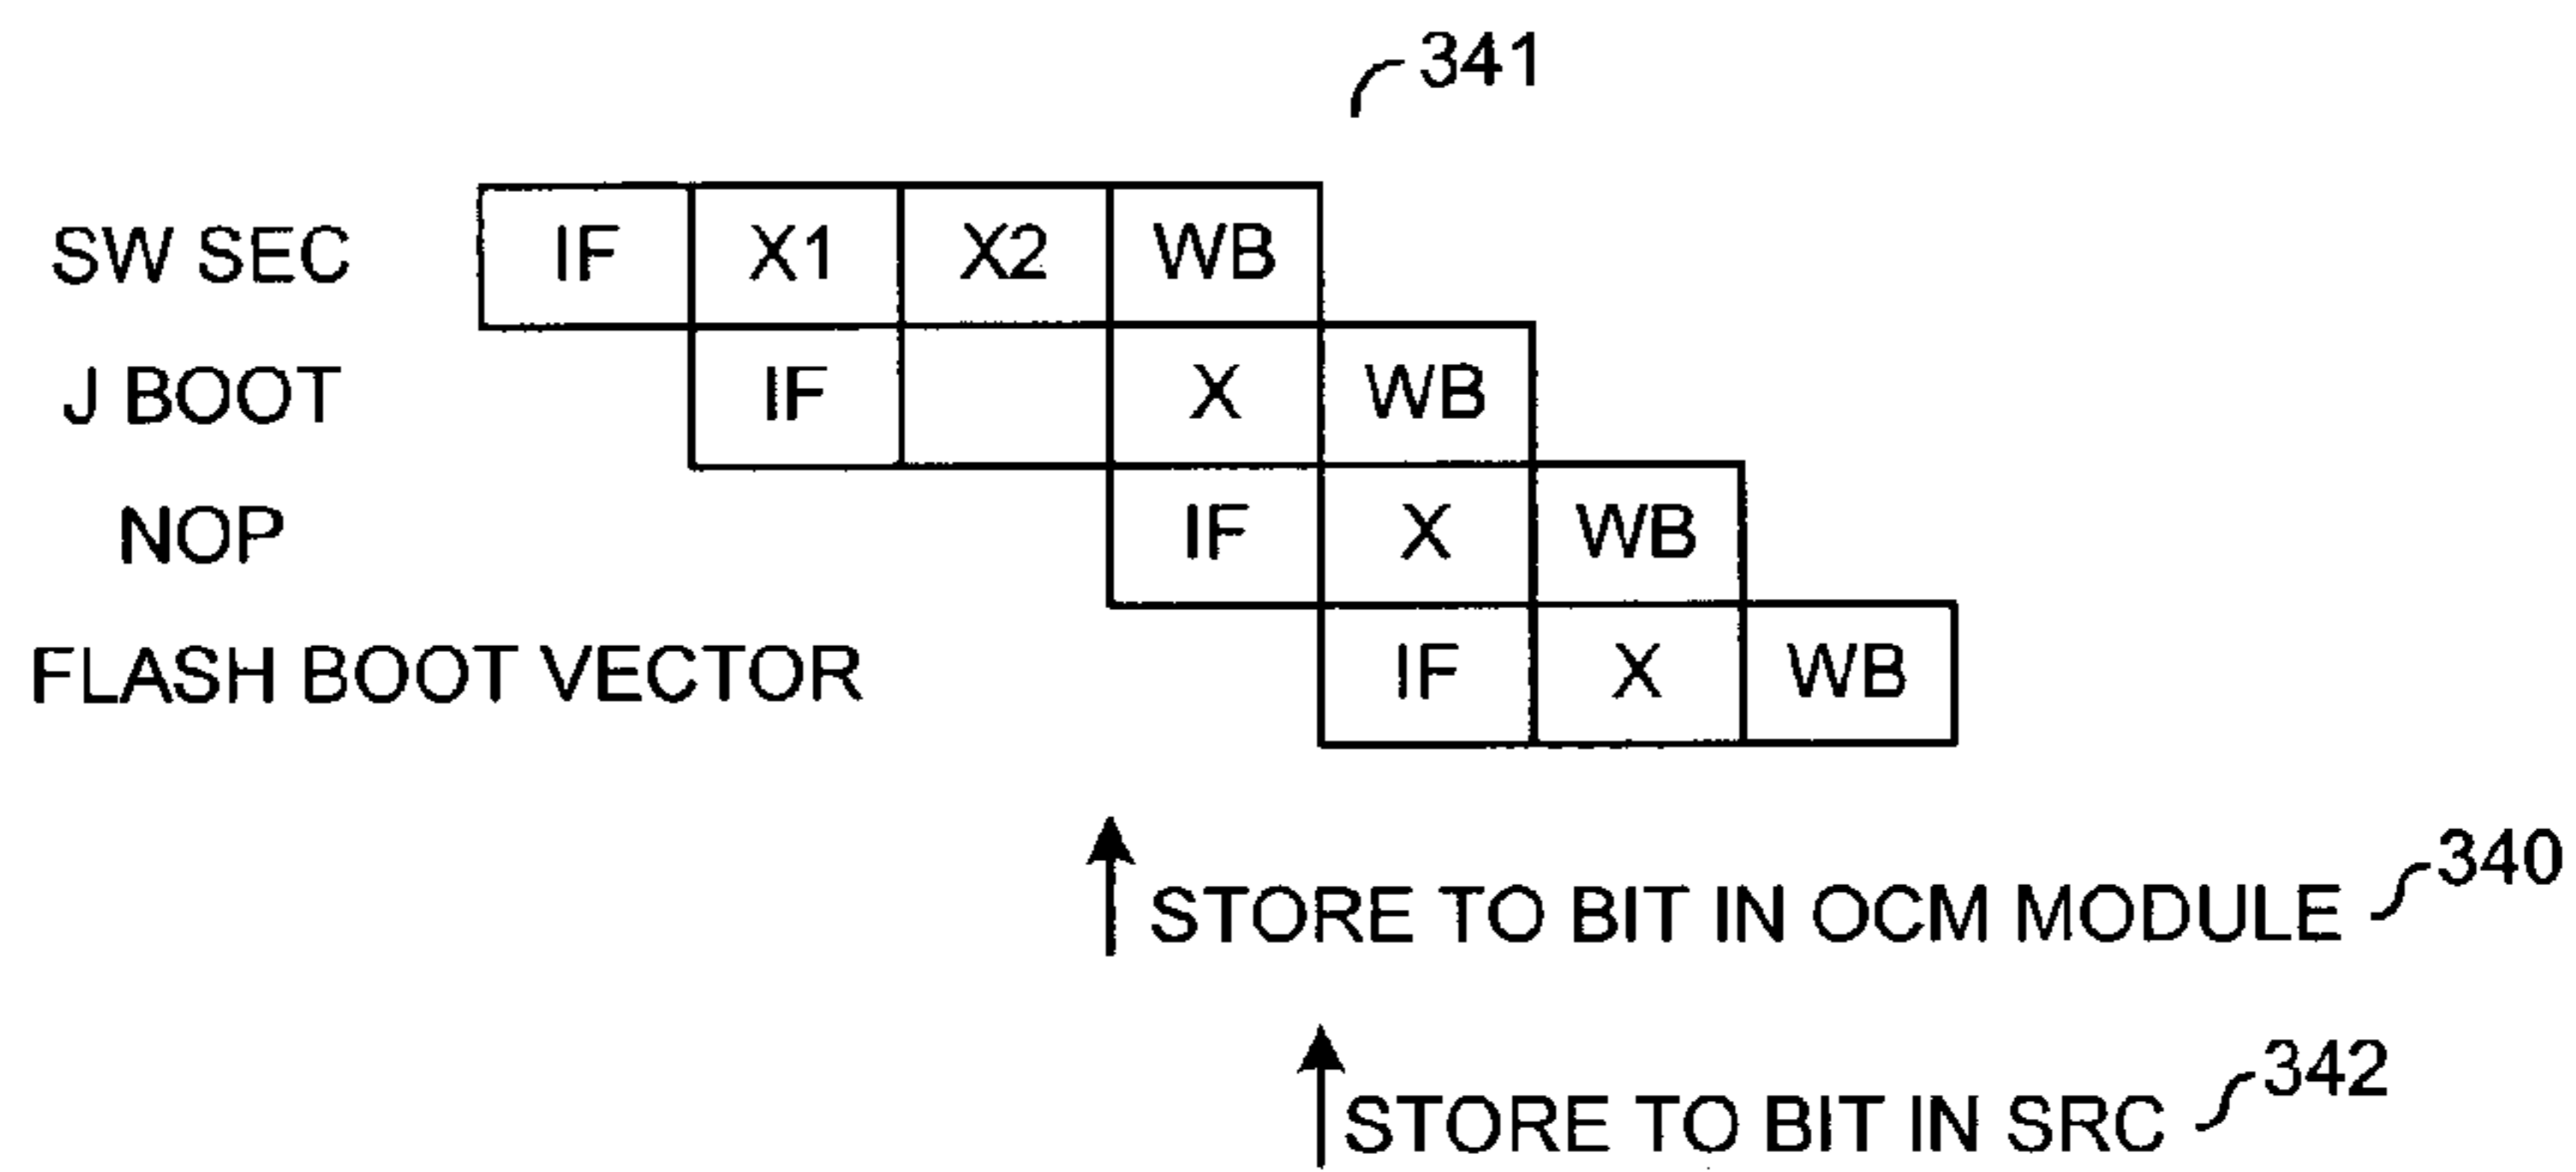 341
SW SEC IF X1 X2 WB
J BOOT IF X WB
NOP IF X WB
FLASH BOOT VECTOR IF X WB
STORE TO BIT IN OCM MODULE 340
STORE TO BIT IN SRC 342